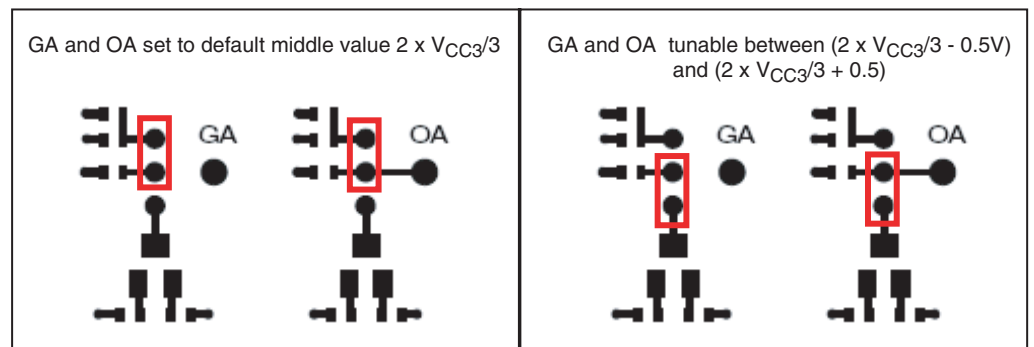 GA and OA set to default middle value 2 x VCC3/3
GA
OA
GA and OA tunable between (2 x VCC3/3 - 0.5V)
and (2 x VCC3/3 + 0.5)
GA
OA